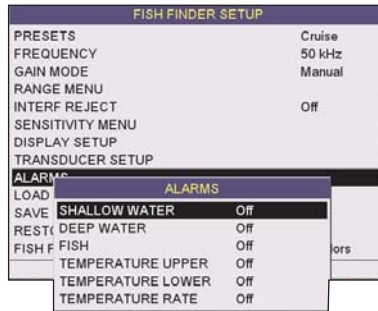 FISH FINDER SETUP
PRESETS Cruise
FREQUENCY 50 kHz
GAIN MODE Manual
RANGE MENU
INTERF REJECT Off
SENSITIVITY MENU
DISPLAY SETUP
TRANSDUCER SETUP
ALARMS
LOAD
SAVE
FISH F
ALARMS
SHALLOW WATER Off
DEEP WATER Off
FISH Off
TEMPERATURE UPPER Off
TEMPERATURE LOWER Off
TEMPERATURE RATE Off